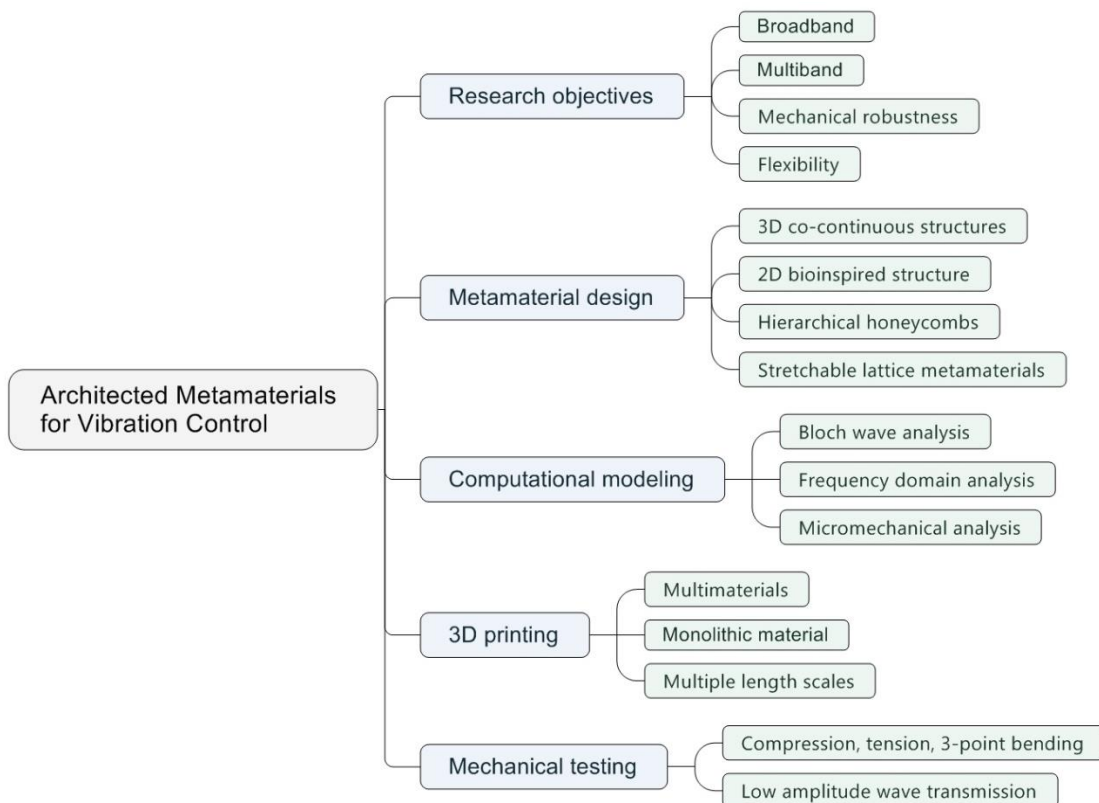 Architected Metamaterials
for Vibration Control
Research objectives
Broadband
Multiband
Mechanical robustness
Flexibility
Metamaterial design
3D co-continuous structures
2D bioinspired structure
Hierarchical honeycombs
Stretchable lattice metamaterials
Computational modeling
Bloch wave analysis
Frequency domain analysis
Micromechanical analysis
3D printing
Multimaterials
Monolithic material
Multiple length scales
Mechanical testing
Compression, tension, 3-point bending
Low amplitude wave transmission